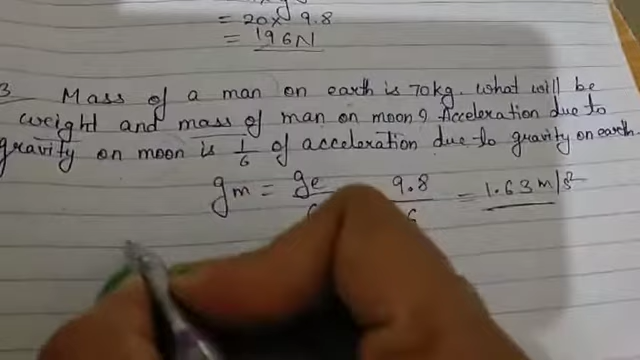 = 20 x 9.8
= 196N
3 Mass of a man on earth is 70kg. What will be
weight and mass of man on moon? Acceleration due to
gravity on moon is 1/6 of acceleration due to gravity on earth.
gm = ge 9.8/6 = 1.63 m/s²